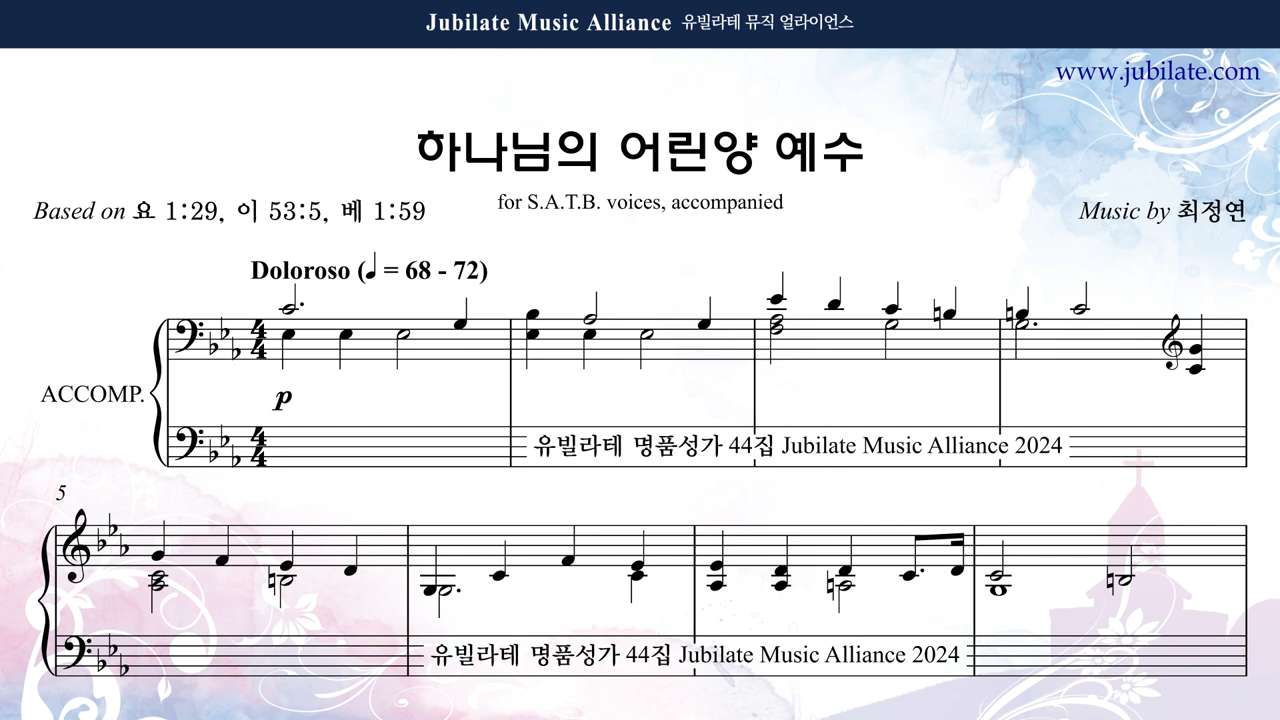 Jubilate Music Alliance 유빌라테 뮤직 얼라이언스
www.jubilate.com
하나님의 어린양 예수
for S.A.T.B. voices, accompanied
Based on 요 1:29, 이 53:5, 베 1:59
Music by 최정연
Doloroso (♩ = 68 - 72)
ACCOMP.
p
유빌라테 명품성가 44집 Jubilate Music Alliance 2024
5
유빌라테 명품성가 44집 Jubilate Music Alliance 2024